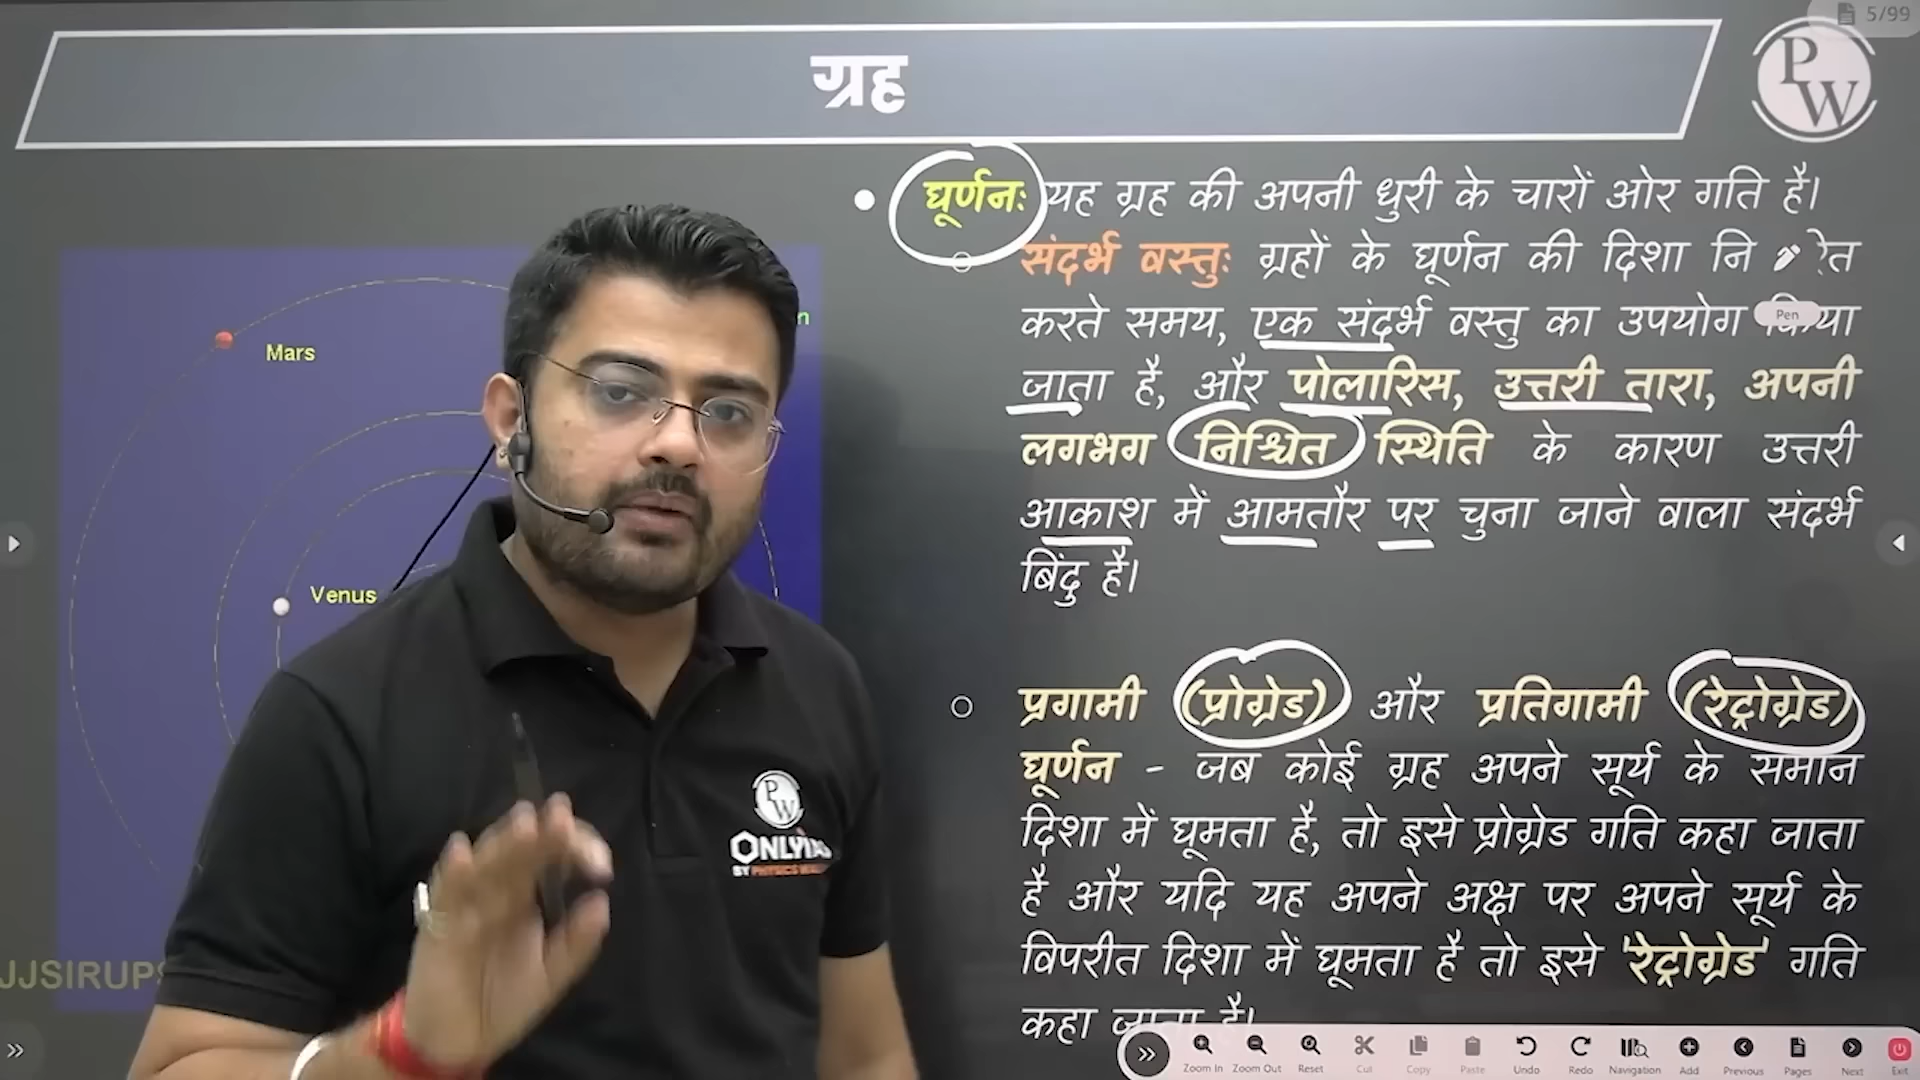 5/99
ग्रह
P
W
घूर्णनः यह ग्रह की अपनी धुरी के चारों ओर गति है।
संदर्भ वस्तुः ग्रहों के घूर्णन की दिशा
करते समय, एक संदर्भ वस्तु का उपयोग किया
Pen
जाता है, और पोलारिस, उत्तरी तारा, अपनी
लगभग निश्चित स्थिति के कारण उत्तरी
आकाश में आमतौर पर चुना जाने वाला संदर्भ
बिंदु है।
Mars
Venus
प्रगामी (प्रोग्रेड) और प्रतिगामी (रेट्रोग्रेड)
घूर्णन - जब कोई ग्रह अपने सूर्य के समान
दिशा में घूमता है, तो इसे प्रोग्रेड गति कहा जाता
है और यदि यह अपने अक्ष पर अपने सूर्य के
विपरीत दिशा में घूमता है तो इसे 'रेट्रोग्रेड' गति
कहा जाता है।
P
W
BY
JJSIRUPS
Zoom In Zoom Out Reset Cut Copy Paste Undo Redo Navigation Add Previous Pages Next Exit